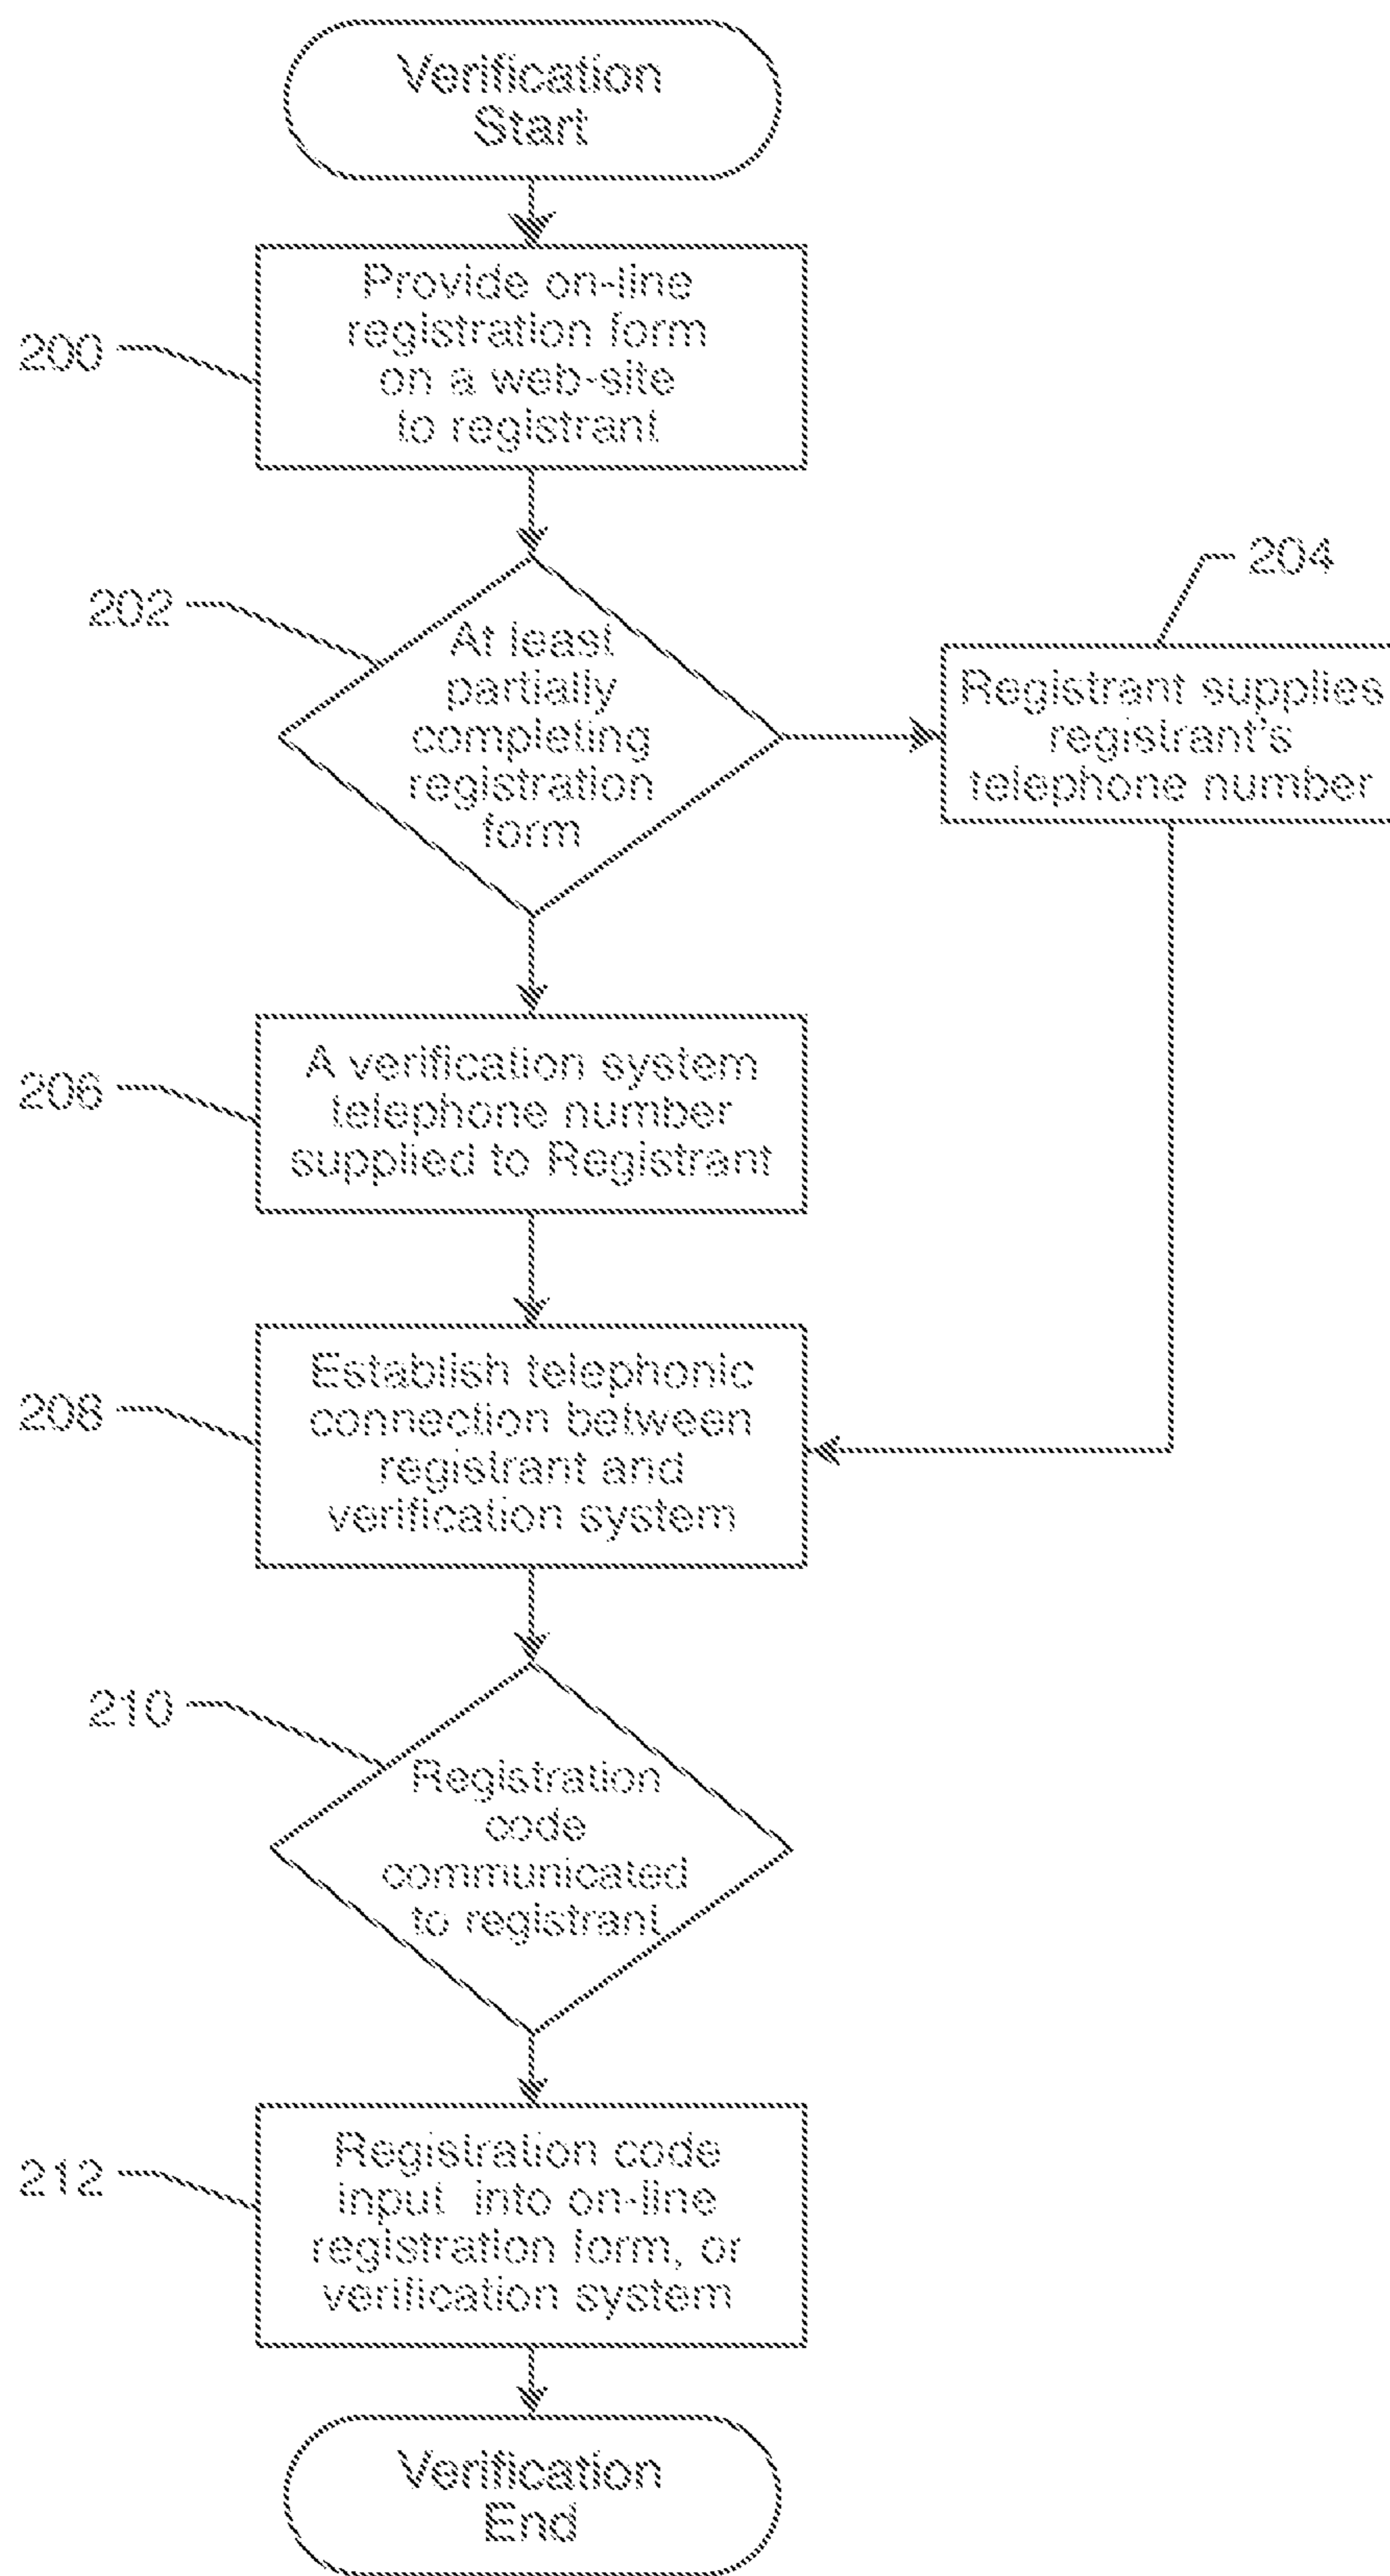 Verification
Start
200
Provide on-line
registration form
on a web-site
to registrant
202
At least
partially
completing
registration
form
204
Registrant supplies
registrant's
telephone number
206
A verification system
telephone number
supplied to Registrant
208
Establish telephonic
connection between
registrant and
verification system
210
Registration
code
communicated
to registrant
212
Registration code
input into on-line
registration form, or
verification system
Verification
End